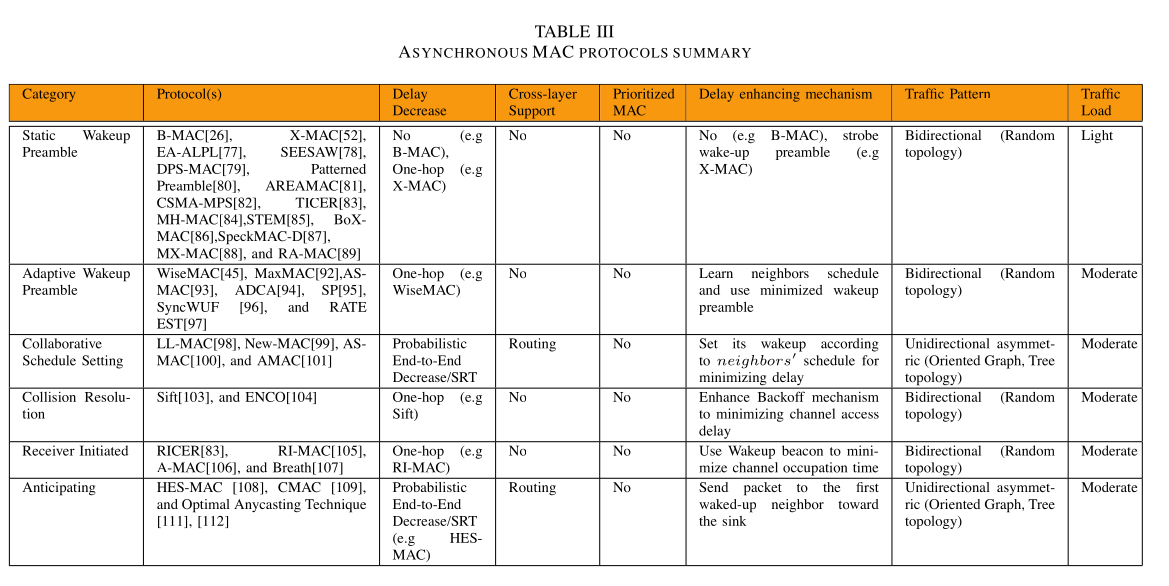 TABLE III
ASYNCHRONOUS MAC PROTOCOLS SUMMARY
Category
Protocol(s)
Delay
Decrease
Cross-layer
Support
Prioritized
MAC
Delay enhancing mechanism
Traffic Pattern
Traffic
Load
Static Wakeup
Preamble
B-MAC[26], X-MAC[52],
EA-ALPL[77], SEESAW[78],
DPS-MAC[79], Patterned
Preamble[80], AREAMAC[81],
CSMA-MPS[82], TICER[83],
MH-MAC[84],STEM[85], BoX-
MAC[86],SpeckMAC-D[87],
MX-MAC[88], and RA-MAC[89]
No (e.g
B-MAC),
One-hop (e.g
X-MAC)
No
No
No (e.g B-MAC), strobe
wake-up preamble (e.g
X-MAC)
Bidirectional (Random
topology)
Light
Adaptive Wakeup
Preamble
WiseMAC[45], MaxMAC[92],AS-
MAC[93], ADCA[94], SP[95],
SyncWUF [96], and RATE
EST[97]
One-hop (e.g
WiseMAC)
No
No
Learn neighbors schedule
and use minimized wakeup
preamble
Bidirectional (Random
topology)
Moderate
Collaborative
Schedule Setting
LL-MAC[98], New-MAC[99], AS-
MAC[100], and AMAC[101]
Probabilistic
End-to-End
Decrease/SRT
Routing
No
Set its wakeup according
to neighbors′ schedule for
minimizing delay
Unidirectional asymmet-
ric (Oriented Graph, Tree
topology)
Moderate
Collision Resolu-
tion
Sift[103], and ENCO[104]
One-hop (e.g
Sift)
No
No
Enhance Backoff mechanism
to minimizing channel access
delay
Bidirectional (Random
topology)
Moderate
Receiver Initiated
RICER[83], RI-MAC[105],
A-MAC[106], and Breath[107]
One-hop (e.g
RI-MAC)
No
No
Use Wakeup beacon to mini-
mize channel occupation time
Bidirectional (Random
topology)
Moderate
Anticipating
HES-MAC [108], CMAC [109],
and Optimal Anycasting Technique
[111], [112]
Probabilistic
End-to-End
Decrease/SRT
(e.g HES-
MAC)
Routing
No
Send packet to the first
waked-up neighbor toward
the sink
Unidirectional asymmet-
ric (Oriented Graph, Tree
topology)
Moderate